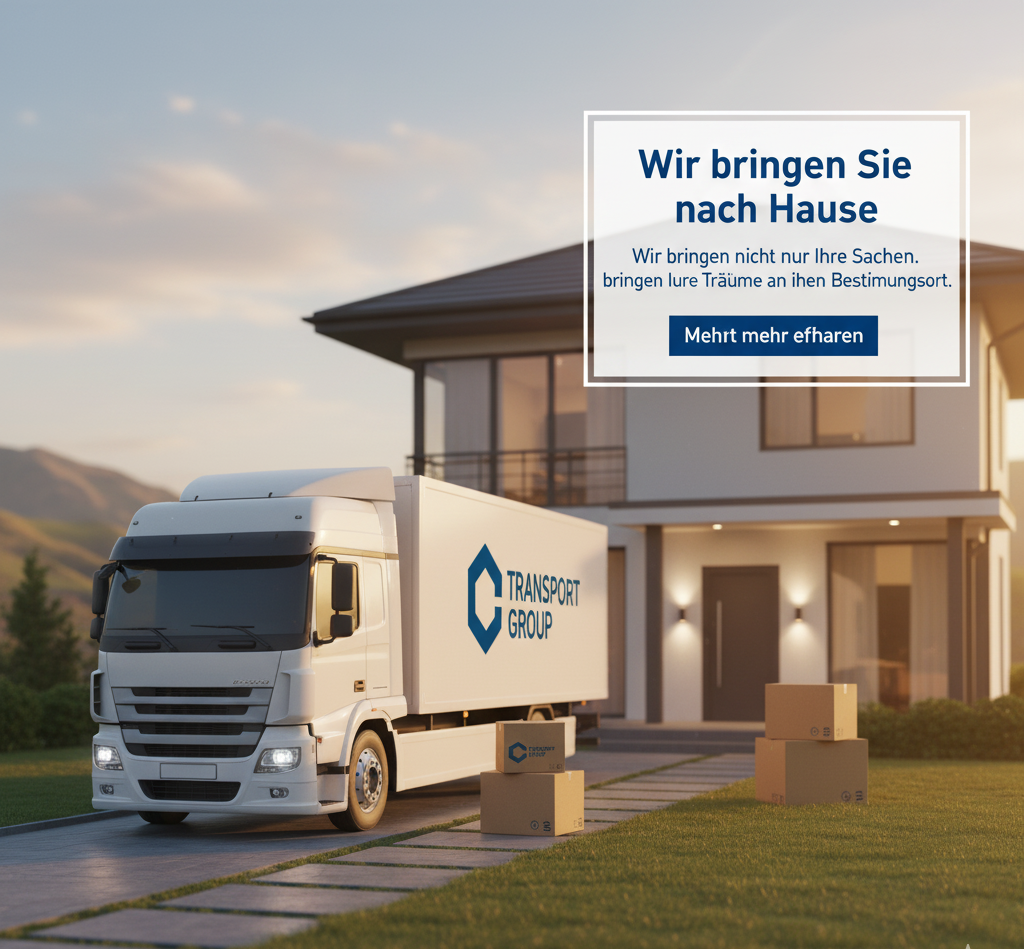 Wir bringen Sie
nach Hause
Wir bringen nicht nur Ihre Sachen.
bringen lure Träume an ihen Bestimungsort.
Mehrt mehr efharen
TRANSPORT
GROUP